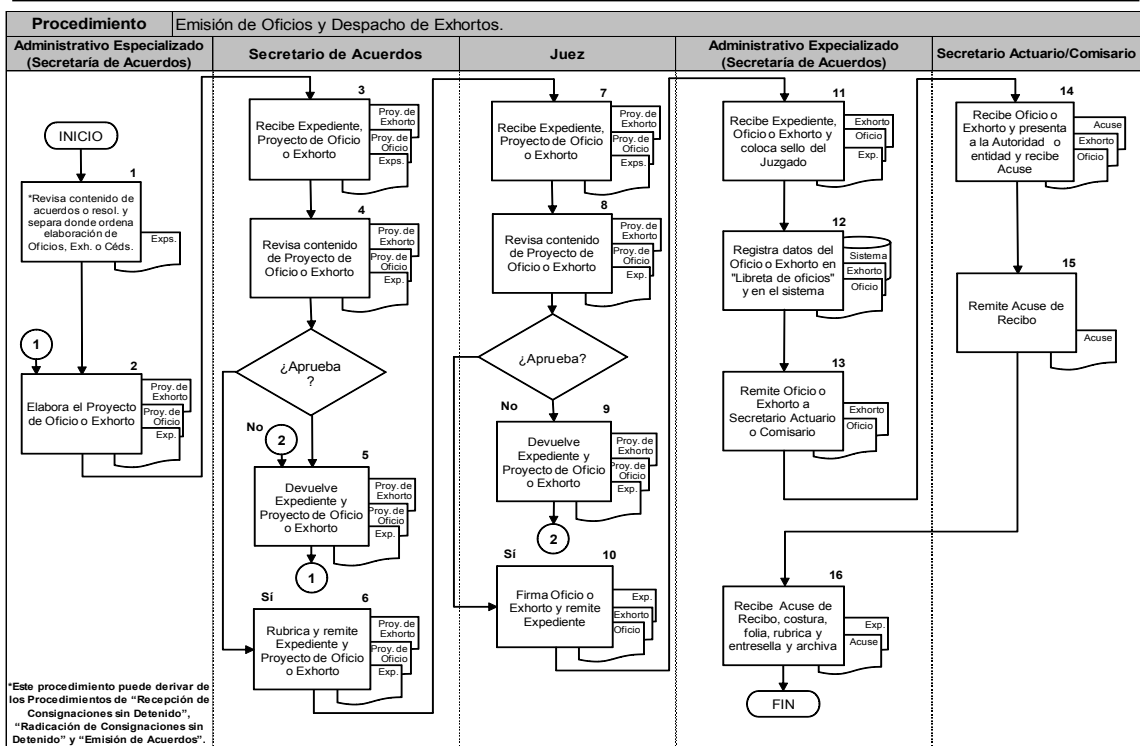 Procedimiento
Emisión de Oficios y Despacho de Exhortos.
Administrativo Especializado
(Secretaría de Acuerdos)
Secretario de Acuerdos
Juez
Administrativo Expecializado
(Secretaría de Acuerdos)
Secretario Actuario/Comisario
INICIO
1
*Revisa contenido de
acuerdos o resol. y
separa donde ordena
elaboración de
Oficios, Exh. o Céds.
Exps.
1
2
Elabora el Proyecto
de Oficio o Exhorto
Proy. de
Exhorto
Proy. de
Oficio
Exp.
*Este procedimiento puede derivar de
los Procedimientos de “Recepción de
Consignaciones sin Detenido”,
“Radicación de Consignaciones sin
Detenido” y “Emisión de Acuerdos”.
3
Recibe Expediente,
Proyecto de Oficio
o Exhorto
Proy. de
Exhorto
Proy. de
Oficio
Exps.
4
Revisa contenido
de Proyecto de
Oficio o Exhorto
Proy. de
Exhorto
Proy. de
Oficio
Exp.
¿Aprueba
?
No
2
5
Devuelve
Expediente y
Proyecto de Oficio
o Exhorto
Proy. de
Exhorto
Proy. de
Oficio
Exp.
1
Sí
6
Rubrica y remite
Expediente y
Proyecto de Oficio
o Exhorto
Proy. de
Exhorto
Proy. de
Oficio
Exp.
7
Recibe Expediente,
Proyecto de Oficio
o Exhorto
Proy. de
Exhorto
Proy. de
Oficio
Exps.
8
Revisa contenido
de Proyecto de
Oficio o Exhorto
Proy. de
Exhorto
Proy. de
Oficio
Exp.
¿Aprueba?
No
9
Devuelve
Expediente y
Proyecto de Oficio
o Exhorto
Proy. de
Exhorto
Proy. de
Oficio
Exp.
2
Sí
10
Firma Oficio o
Exhorto y remite
Expediente
Exp.
Exhorto
Oficio
11
Recibe Expediente,
Oficio o Exhorto y
coloca sello del
Juzgado
Exhorto
Oficio
Exp.
12
Registra datos del
Oficio o Exhorto en
"Libreta de oficios"
y en el sistema
Sistema
Exhorto
Oficio
13
Remite Oficio o
Exhorto a
Secretario Actuario
o Comisario
Exhorto
Oficio
14
Recibe Oficio o
Exhorto y presenta
a la Autoridad o
entidad y recibe
Acuse
Acuse
Exhorto
Oficio
15
Remite Acuse de
Recibo
Acuse
16
Recibe Acuse de
Recibo, costura,
folia, rubrica y
entresella y archiva
Exp.
Acuse
FIN